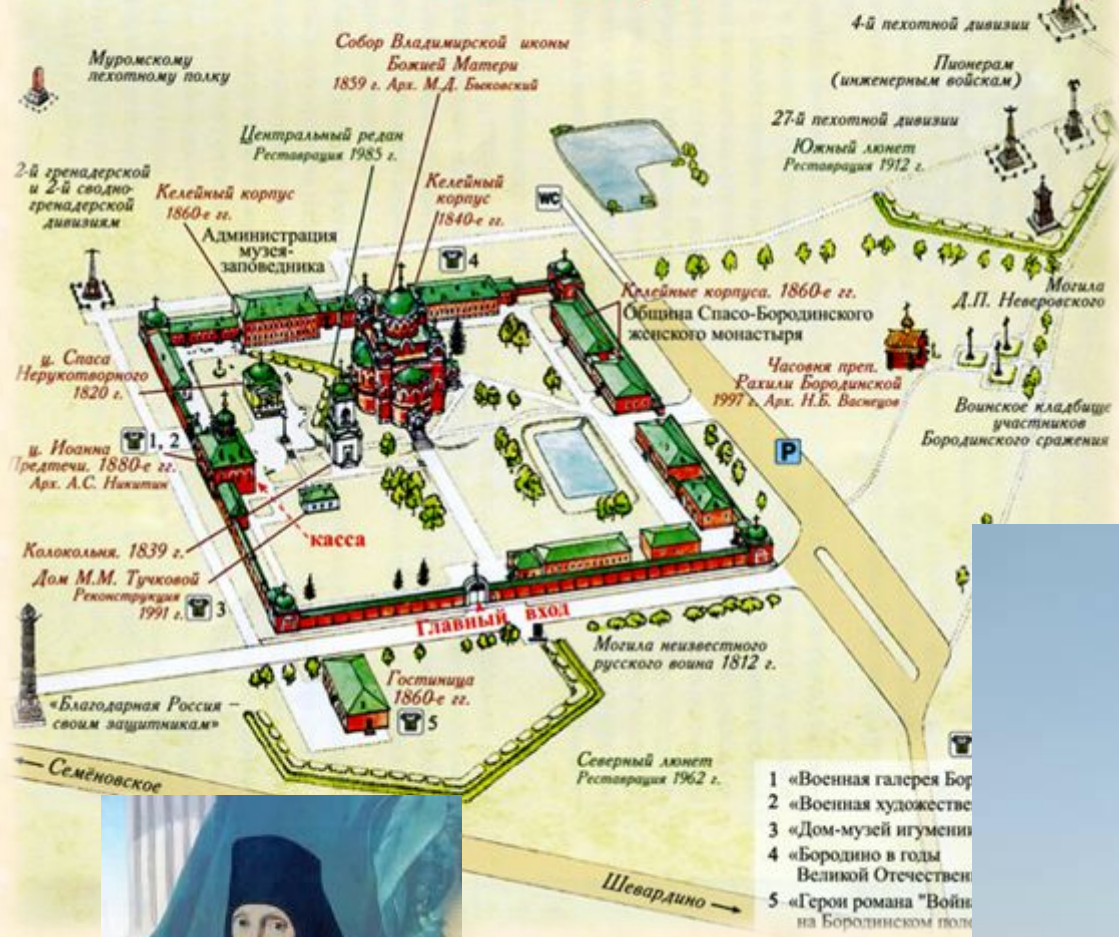 4-й пехотной дивизии
Муромскому
пехотному полку
Собор Владимирской иконы
Божией Матери
1859 г. Арх. М.Д. Быковский
Пионерам
(инженерным войскам)
27-й пехотной дивизии
Южный люнет
Реставрация 1912 г.
Центральный редан
Реставрация 1985 г.
2-й гренадерской
и 2-й сводно-
гренадерской
дивизиям
Келейный корпус
1860-е гг.
Келейный
корпус
1840-е гг.
WC
Администрация
музея-
заповедника
4
Келейные корпуса. 1860-е гг.
Община Спасо-Бородинского
женского монастыря
Могила
Д.П. Неверовского
Часовня преп.
Рахили Бородинской
1997 г. Арх. Н.Б. Васнецов
Воинское кладбище
участников
Бородинского сражения
ц. Спаса
Нерукотворного
1820 г.
1, 2
ц. Иоанна
Предтечи. 1880-е гг.
Арх. А.С. Никитин
P
касса
Колокольня. 1839 г.
Дом М.М. Тучковой
Реконструкция
1991 г.
3
Главный вход
Могила неизвестного
русского воина 1812 г.
Гостиница
1860-е гг.
5
«Благодарная Россия –
своим защитникам»
Северный люнет
Реставрация 1962 г.
← Семёновское
Шевардино →
1 «Военная галерея Бор
2 «Военная художестве
3 «Дом-музей игумении
4 «Бородино в годы
Великой Отечествен
5 «Герои романа "Война
на Бородинском поле